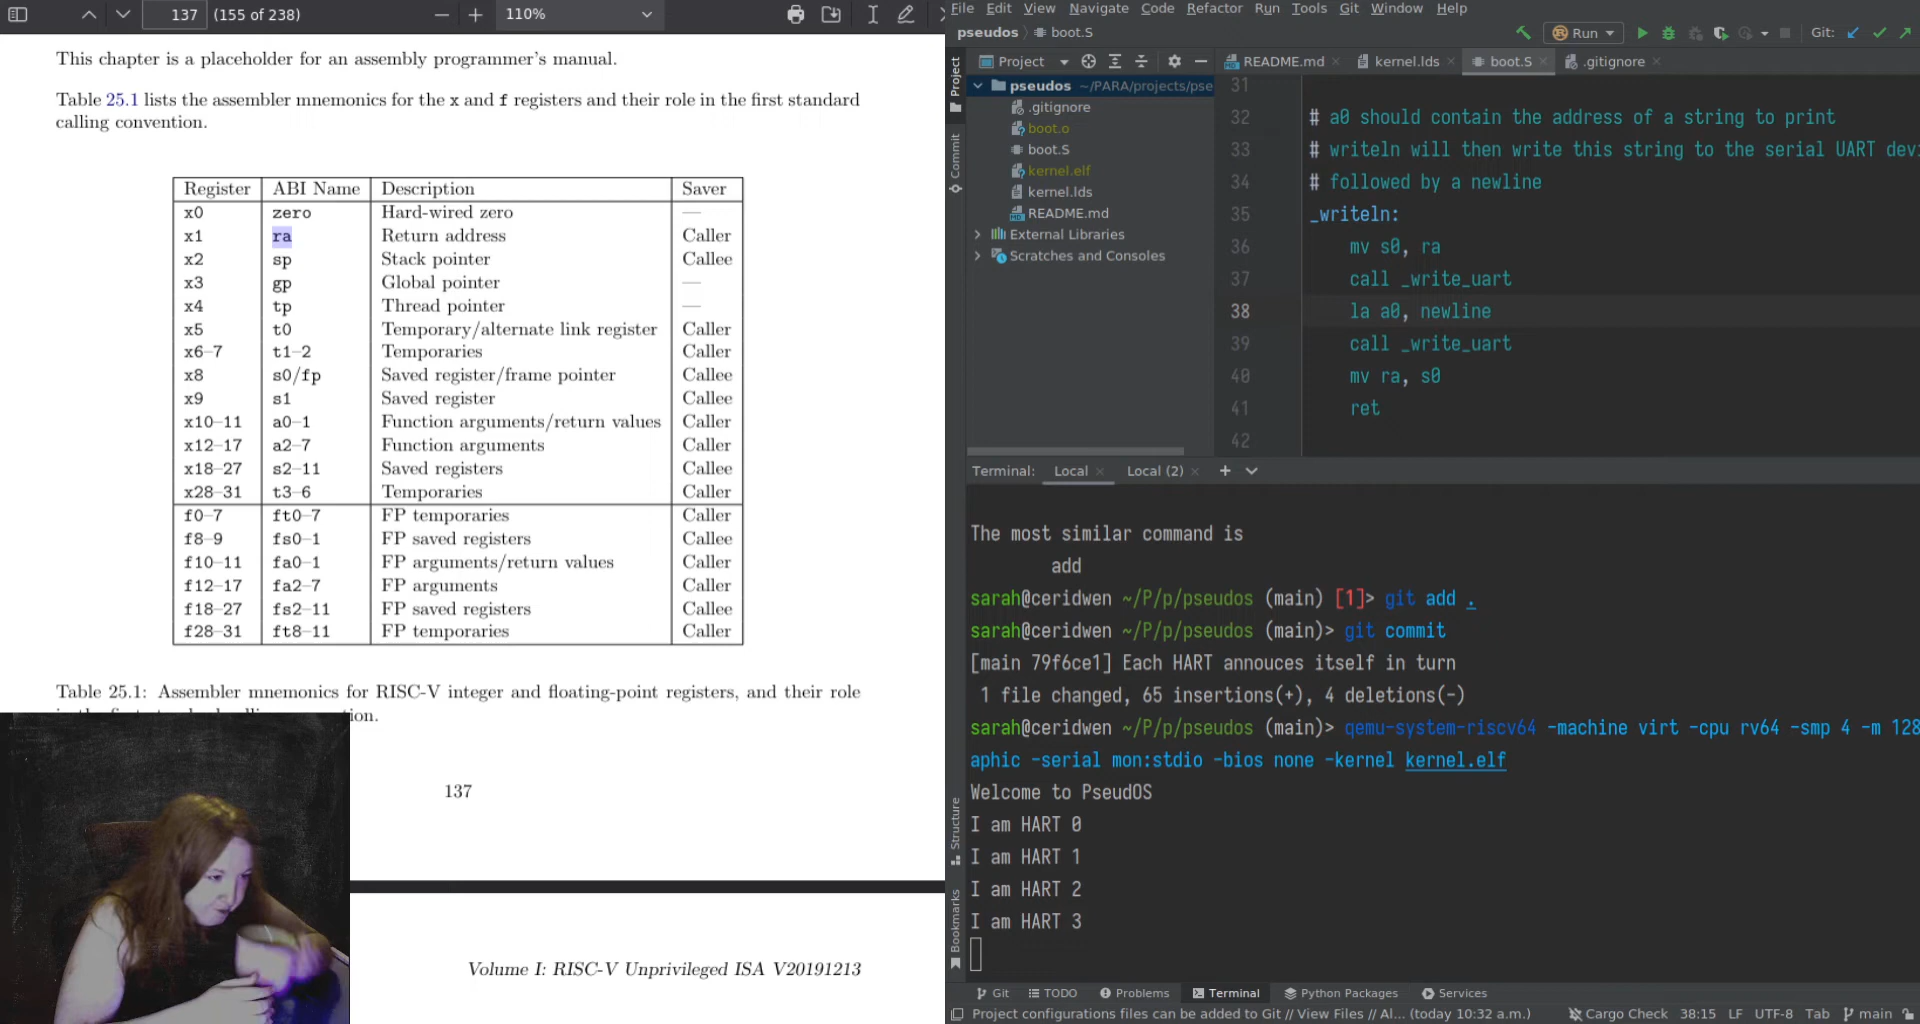 137 (155 of 238) 110%
This chapter is a placeholder for an assembly programmer's manual.
Table 25.1 lists the assembler mnemonics for the x and f registers and their role in the first standard
calling convention.
Register ABI Name Description Saver
x0 zero Hard-wired zero —
x1 ra Return address Caller
x2 sp Stack pointer Callee
x3 gp Global pointer —
x4 tp Thread pointer —
x5 t0 Temporary/alternate link register Caller
x6–7 t1–2 Temporaries Caller
x8 s0/fp Saved register/frame pointer Callee
x9 s1 Saved register Callee
x10–11 a0–1 Function arguments/return values Caller
x12–17 a2–7 Function arguments Caller
x18–27 s2–11 Saved registers Callee
x28–31 t3–6 Temporaries Caller
f0–7 ft0–7 FP temporaries Caller
f8–9 fs0–1 FP saved registers Callee
f10–11 fa0–1 FP arguments/return values Caller
f12–17 fa2–7 FP arguments Caller
f18–27 fs2–11 FP saved registers Callee
f28–31 ft8–11 FP temporaries Caller
Table 25.1: Assembler mnemonics for RISC-V integer and floating-point registers, and their role
ion.
137
Volume I: RISC-V Unprivileged ISA V20191213
File Edit View Navigate Code Refactor Run Tools Git Window Help
pseudos boot.S Run Git:
Project README.md kernel.lds boot.S .gitignore
Project
Commit
Structure
Bookmarks
pseudos ~/PARA/projects/pse
.gitignore
boot.o
boot.S
kernel.elf
kernel.lds
README.md
External Libraries
Scratches and Consoles
31
32 # a0 should contain the address of a string to print
33 # writeln will then write this string to the serial UART devi
34 # followed by a newline
35 _writeln:
36 mv s0, ra
37 call _write_uart
38 la a0, newline
39 call _write_uart
40 mv ra, s0
41 ret
42
Terminal: Local Local (2)
The most similar command is
add
sarah@ceridwen ~/P/p/pseudos (main) [1]> git add .
sarah@ceridwen ~/P/p/pseudos (main)> git commit
[main 79f6ce1] Each HART annouces itself in turn
1 file changed, 65 insertions(+), 4 deletions(-)
sarah@ceridwen ~/P/p/pseudos (main)> qemu-system-riscv64 -machine virt -cpu rv64 -smp 4 -m 128
aphic -serial mon:stdio -bios none -kernel kernel.elf
Welcome to PseudOS
I am HART 0
I am HART 1
I am HART 2
I am HART 3
Git TODO Problems Terminal Python Packages Services
Project configurations files can be added to Git // View Files // Al... (today 10:32 a.m.) Cargo Check 38:15 LF UTF-8 Tab main